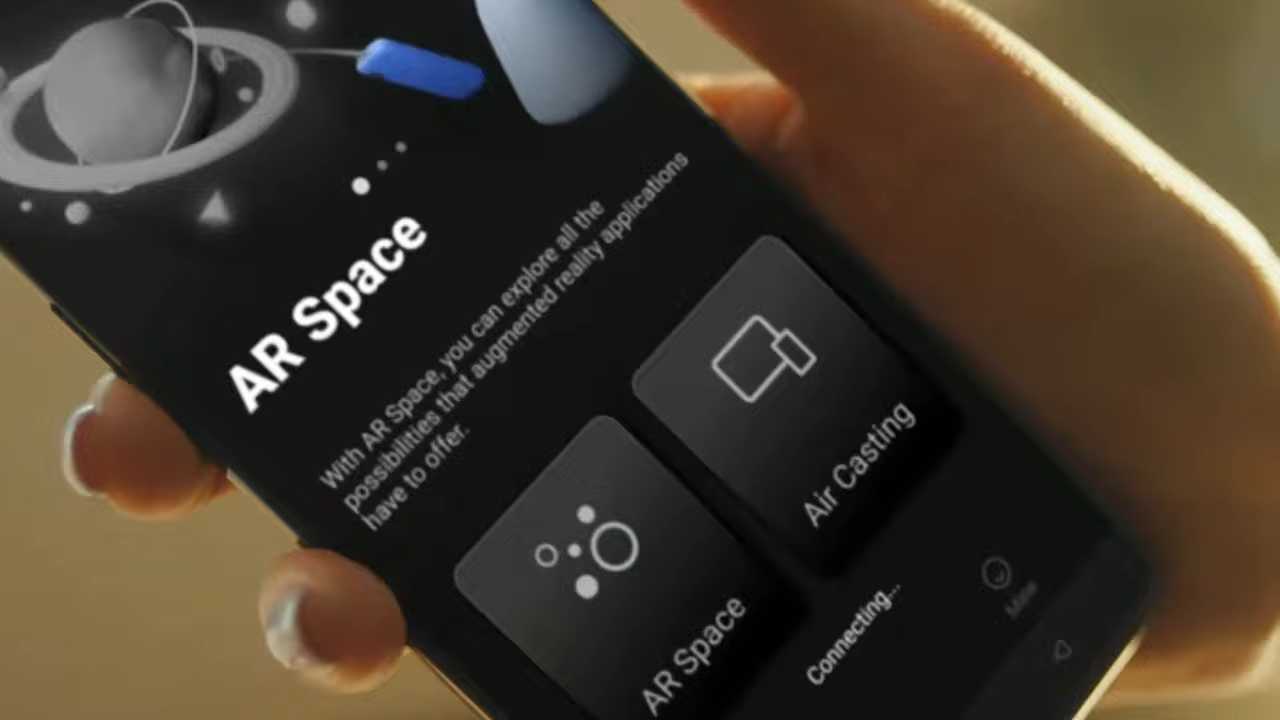 AR Space
With AR Space, you can explore all the
possibilities that augmented reality applications
have to offer.
AR Space
Air Casting
Connecting...
Mine